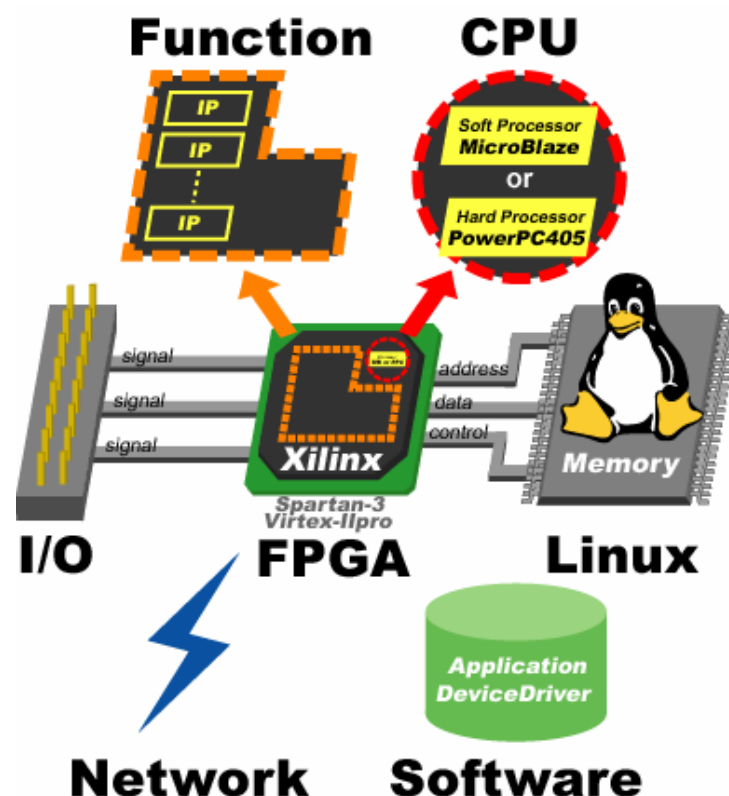 Function
CPU
IP
IP
IP
Soft Processor
MicroBlaze
or
Hard Processor
PowerPC405
signal
signal
signal
address
data
control
Xilinx
Memory
Spartan-3
Virtex-IIpro
I/O
FPGA
Linux
Application
DeviceDriver
Network
Software